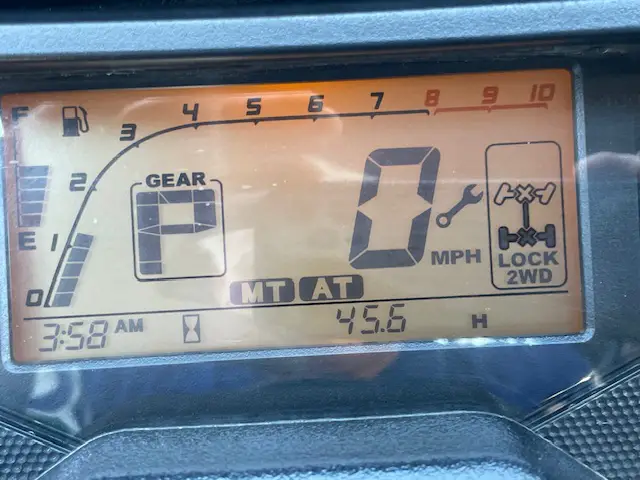 F
4 5 6 7 8 9 10
3
2
1
E
0
GEAR
P
0
MPH
LOCK
2WD
MT AT
3:58 AM
45.6 H